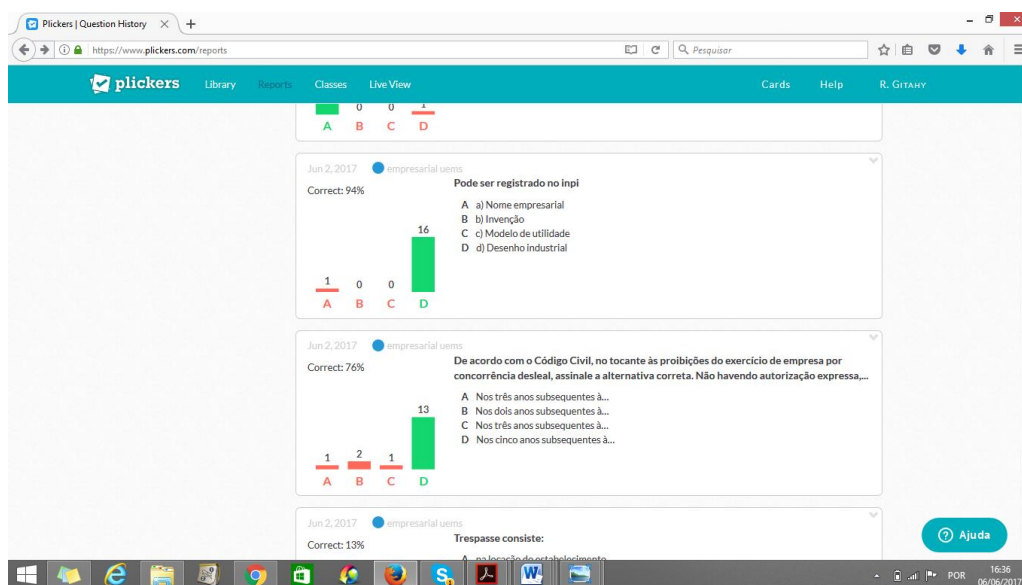 Plickers | Question History
https://www.plickers.com/reports
Pesquisar
plickers Library Reports Classes Live View Cards Help R. GITAHY
0 0 1
A B C D
Jun 2, 2017 empresarial uems
Correct: 94%
Pode ser registrado no inpi
A a) Nome empresarial
B b) Invenção
C c) Modelo de utilidade
D d) Desenho industrial
1 0 0 16
A B C D
Jun 2, 2017 empresarial uems
Correct: 76%
De acordo com o Código Civil, no tocante às proibições do exercício de empresa por
concorrência desleal, assinale a alternativa correta. Não havendo autorização expressa,...
A Nos três anos subsequentes à...
B Nos dois anos subsequentes à...
C Nos três anos subsequentes à...
D Nos cinco anos subsequentes à...
1 2 1 13
A B C D
Jun 2, 2017 empresarial uems
Correct: 13%
Trespasse consiste:
A na locação do estabelecimento
Ajuda
POR
16:36
06/06/201